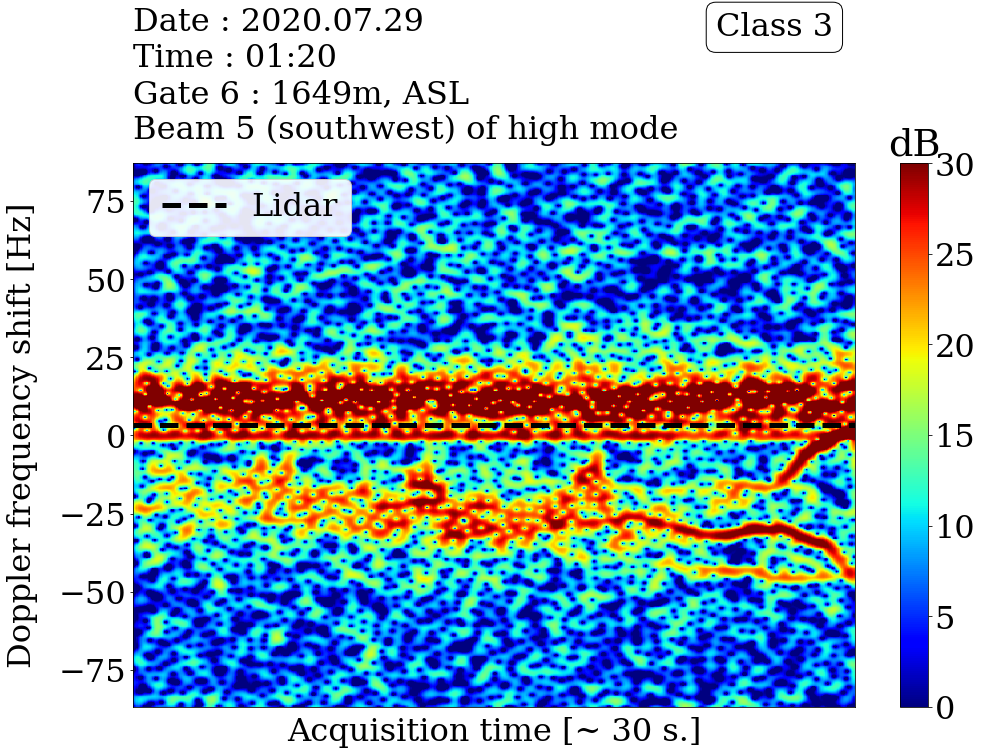 Date : 2020.07.29
Time : 01:20
Gate 6 : 1649m, ASL
Beam 5 (southwest) of high mode
Class 3
dB
Lidar
Doppler frequency shift [Hz]
75
50
25
0
−25
−50
−75
Acquisition time [~ 30 s.]
30
25
20
15
10
5
0